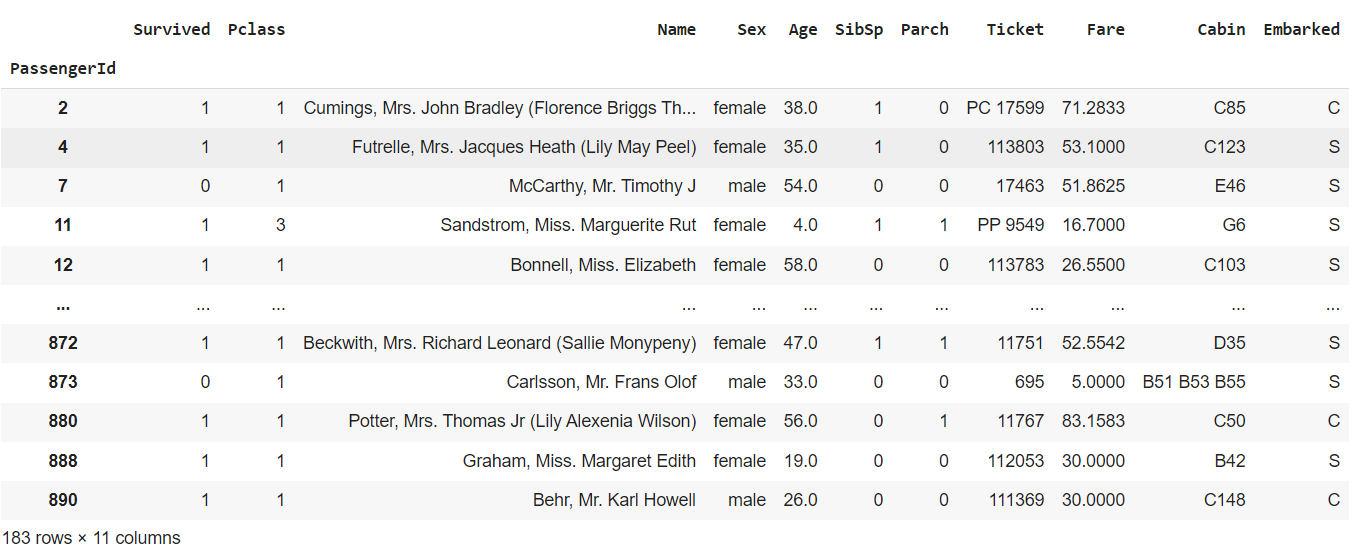 Survived Pclass Name Sex Age SibSp Parch Ticket Fare Cabin Embarked
PassengerId
2 1 1 Cumings, Mrs. John Bradley (Florence Briggs Th... female 38.0 1 0 PC 17599 71.2833 C85 C
4 1 1 Futrelle, Mrs. Jacques Heath (Lily May Peel) female 35.0 1 0 113803 53.1000 C123 S
7 0 1 McCarthy, Mr. Timothy J male 54.0 0 0 17463 51.8625 E46 S
11 1 3 Sandstrom, Miss. Marguerite Rut female 4.0 1 1 PP 9549 16.7000 G6 S
12 1 1 Bonnell, Miss. Elizabeth female 58.0 0 0 113783 26.5500 C103 S
... ... ... ... ... ... ... ... ... ... ... ...
872 1 1 Beckwith, Mrs. Richard Leonard (Sallie Monypeny) female 47.0 1 1 11751 52.5542 D35 S
873 0 1 Carlsson, Mr. Frans Olof male 33.0 0 0 695 5.0000 B51 B53 B55 S
880 1 1 Potter, Mrs. Thomas Jr (Lily Alexenia Wilson) female 56.0 0 1 11767 83.1583 C50 C
888 1 1 Graham, Miss. Margaret Edith female 19.0 0 0 112053 30.0000 B42 S
890 1 1 Behr, Mr. Karl Howell male 26.0 0 0 111369 30.0000 C148 C
183 rows × 11 columns